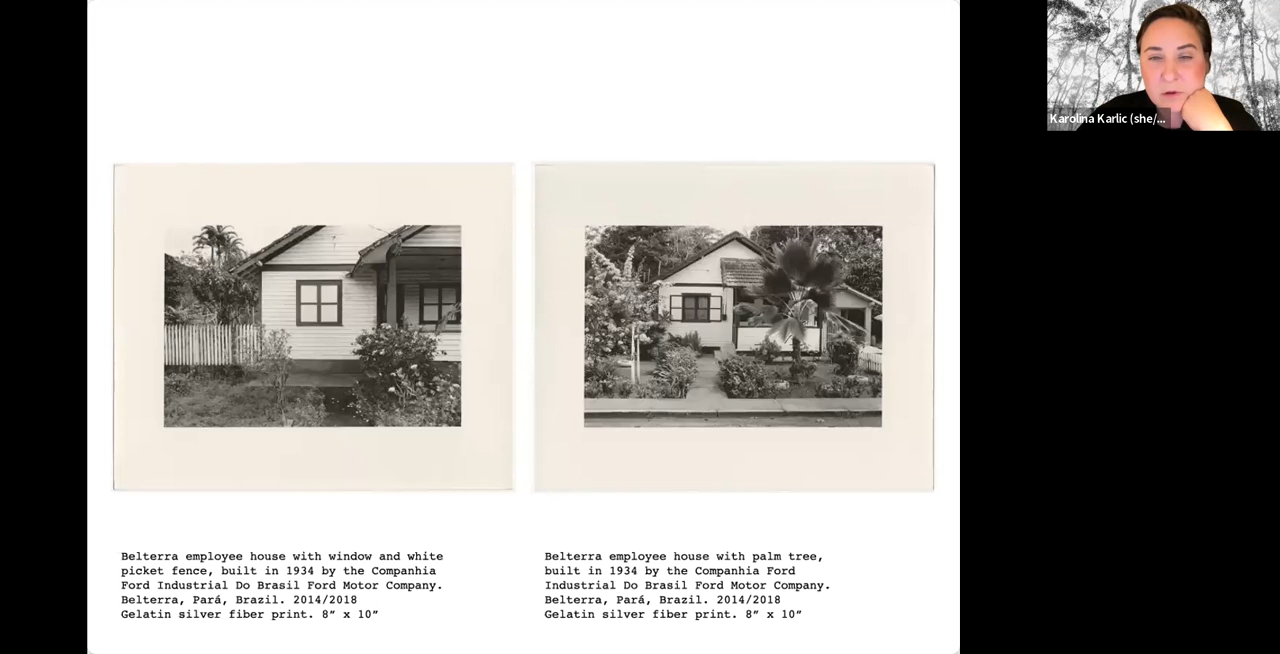 Karolina Karlic (she/...
Belterra employee house with window and white
picket fence, built in 1934 by the Companhia
Ford Industrial Do Brasil Ford Motor Company.
Belterra, Pará, Brazil. 2014/2018
Gelatin silver fiber print. 8” x 10”
Belterra employee house with palm tree,
built in 1934 by the Companhia Ford
Industrial Do Brasil Ford Motor Company.
Belterra, Pará, Brazil. 2014/2018
Gelatin silver fiber print. 8” x 10”